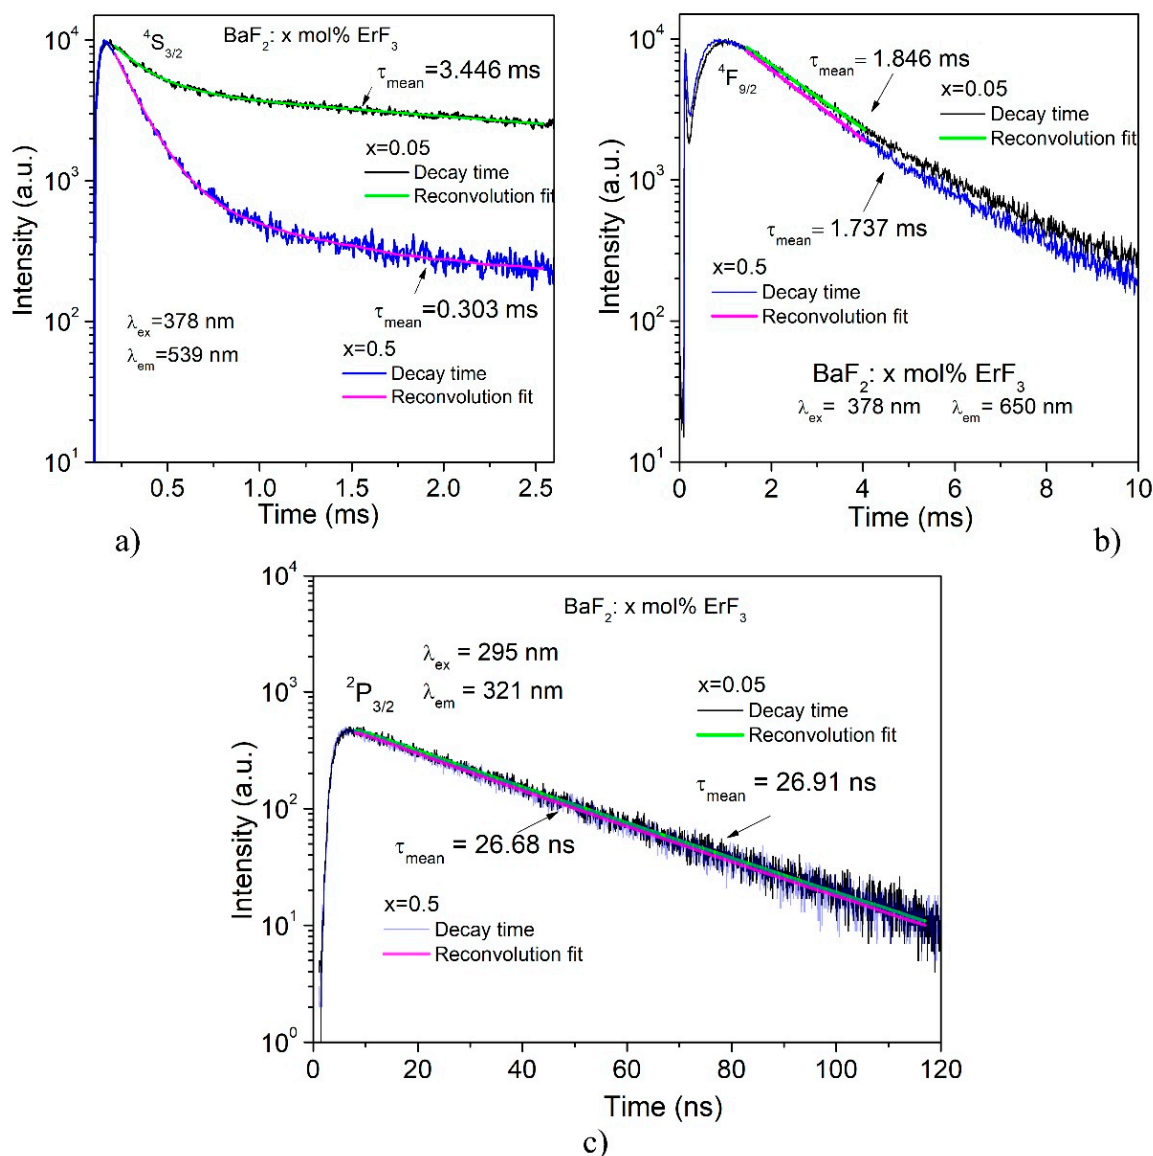 ⁴S₃/₂
BaF₂: x mol% ErF₃
τmean=3.446 ms
x=0.05
Decay time
Reconvolution fit
τmean=0.303 ms
λex=378 nm
λem=539 nm
x=0.5
Decay time
Reconvolution fit
10⁴
10³
10²
10¹
Intensity (a.u.)
0.5 1.0 1.5 2.0 2.5
Time (ms)
a)
τmean= 1.846 ms
⁴F₉/₂
x=0.05
Decay time
Reconvolution fit
τmean= 1.737 ms
x=0.5
Decay time
Reconvolution fit
BaF₂: x mol% ErF₃
λex= 378 nm λem= 650 nm
10⁴
10³
10²
10¹
Intensity (a.u.)
0 2 4 6 8 10
Time (ms)
b)
BaF₂: x mol% ErF₃
λex = 295 nm
λem = 321 nm
²P₃/₂
x=0.05
Decay time
Reconvolution fit
τmean = 26.91 ns
τmean = 26.68 ns
x=0.5
Decay time
Reconvolution fit
10⁴
10³
10²
10¹
10⁰
Intensity (a.u.)
0 20 40 60 80 100 120
Time (ns)
c)